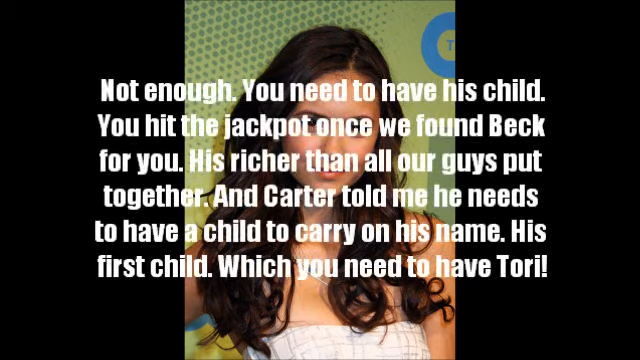 Not enough. You need to have his child.
You hit the jackpot once we found Beck
for you. His richer than all our guys put
together. And Carter told me he needs
to have a child to carry on his name. His
first child. Which you need to have Tori!